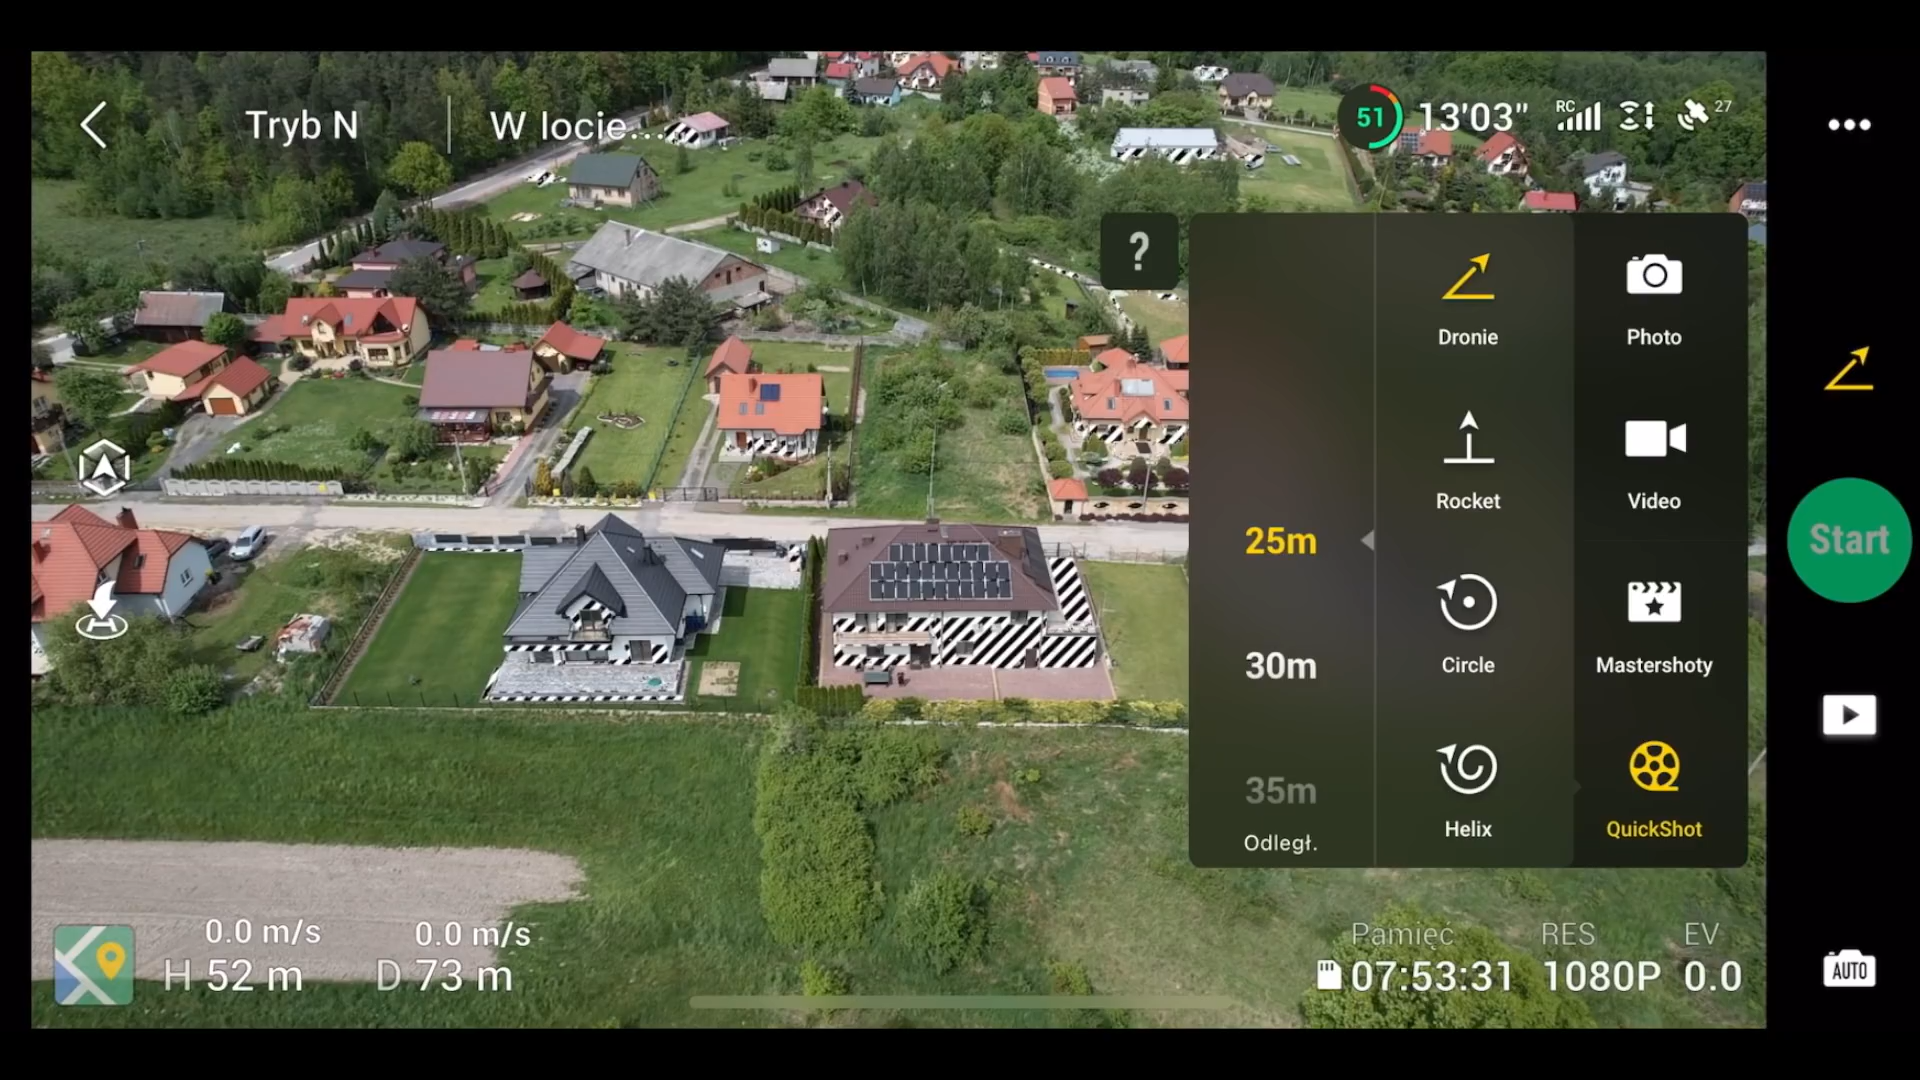 Tryb N
W locie...
51
13'03"
RC
27
?
Dronie
Photo
Rocket
Video
25m
Start
30m
Circle
Mastershoty
35m
Odległ.
Helix
QuickShot
0.0 m/s
0.0 m/s
H 52 m
D 73 m
Pamięć
RES
EV
07:53:31
1080P
0.0
AUTO